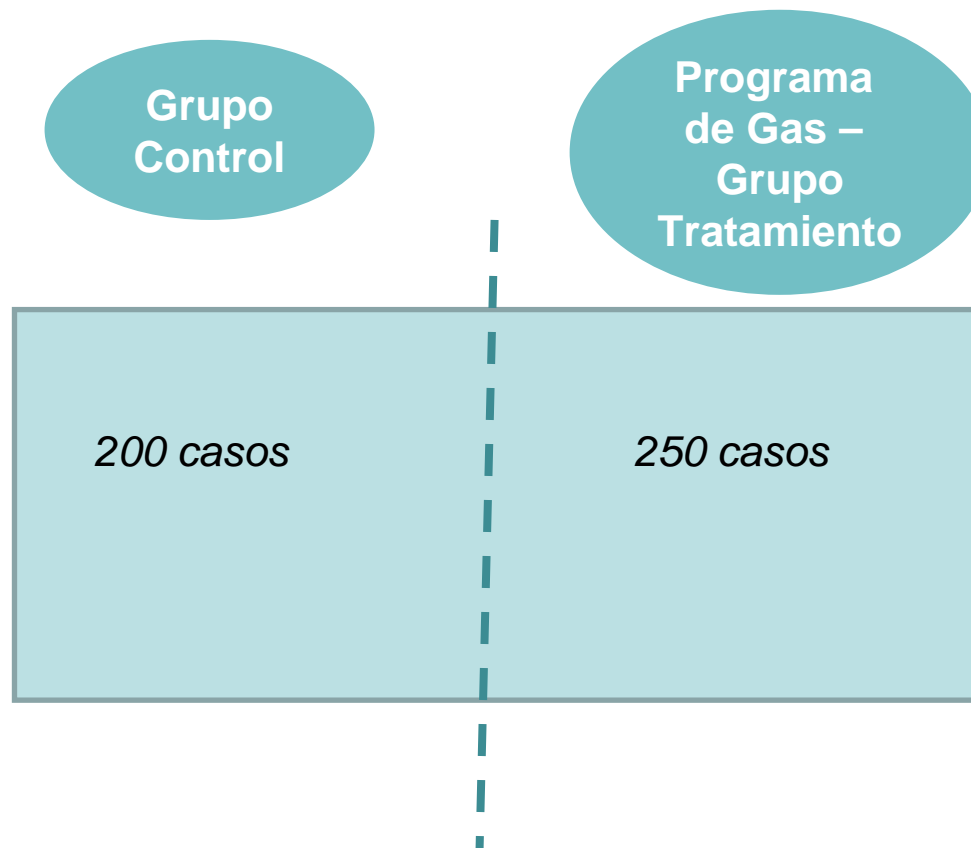 Grupo
Control
Programa
de Gas –
Grupo
Tratamiento
200 casos
250 casos